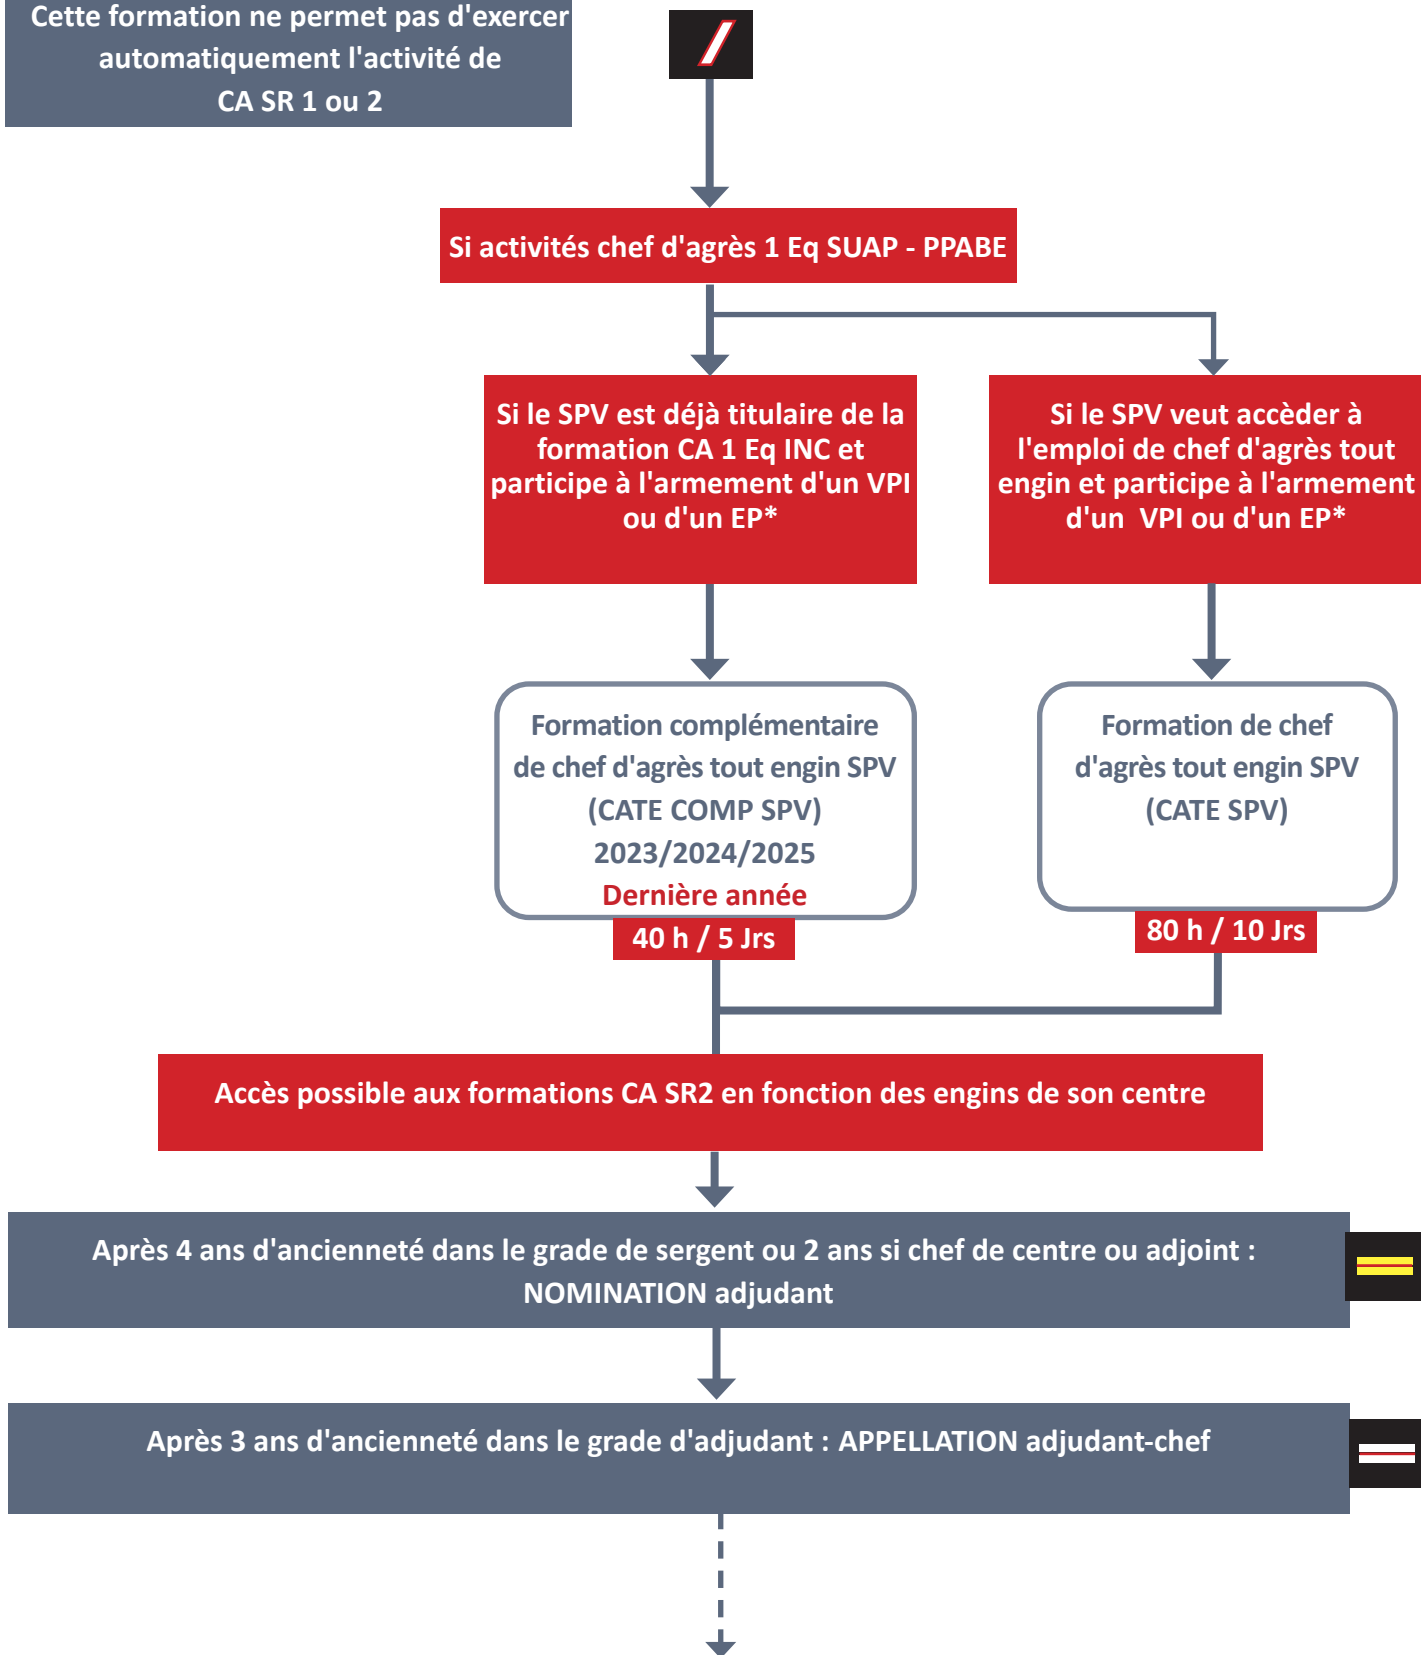 Cette formation ne permet pas d'exercer
automatiquement l'activité de
CA SR 1 ou 2
Si activités chef d'agrès 1 Eq SUAP - PPABE
Si le SPV est déjà titulaire de la
formation CA 1 Eq INC et
participe à l'armement d'un VPI
ou d'un EP*
Si le SPV veut accèder à
l'emploi de chef d'agrès tout
engin et participe à l'armement
d'un VPI ou d'un EP*
Formation complémentaire
de chef d'agrès tout engin SPV
(CATE COMP SPV)
2023/2024/2025
Dernière année
40 h / 5 Jrs
Formation de chef
d'agrès tout engin SPV
(CATE SPV)
80 h / 10 Jrs
Accès possible aux formations CA SR2 en fonction des engins de son centre
Après 4 ans d'ancienneté dans le grade de sergent ou 2 ans si chef de centre ou adjoint :
NOMINATION adjudant
Après 3 ans d'ancienneté dans le grade d'adjudant : APPELLATION adjudant-chef